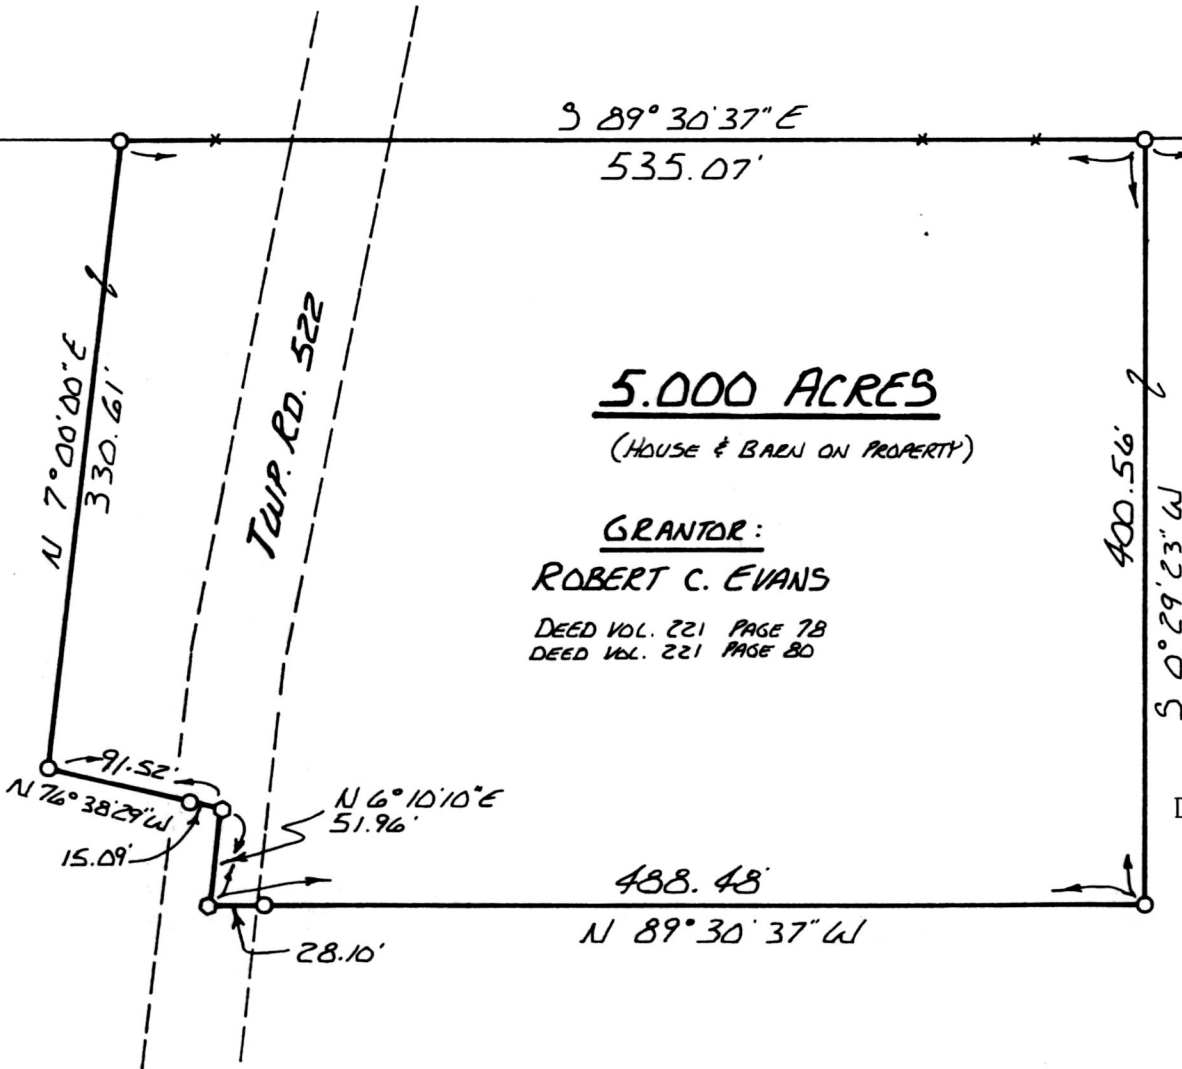 S 89° 30' 37" E
535.07'
N 7° 00' 00" E
330.61'
TWP. RD. 522
5.000 ACRES
(HOUSE & BARN ON PROPERTY)
GRANTOR:
ROBERT C. EVANS
DEED VOL. 221 PAGE 78
DEED VOL. 221 PAGE 80
400.56'
S 0° 29' 23" W
91.52'
N 76° 38' 29" W
15.09'
N 6° 10' 10" E
51.96'
488.48'
N 89° 30' 37" W
28.10'